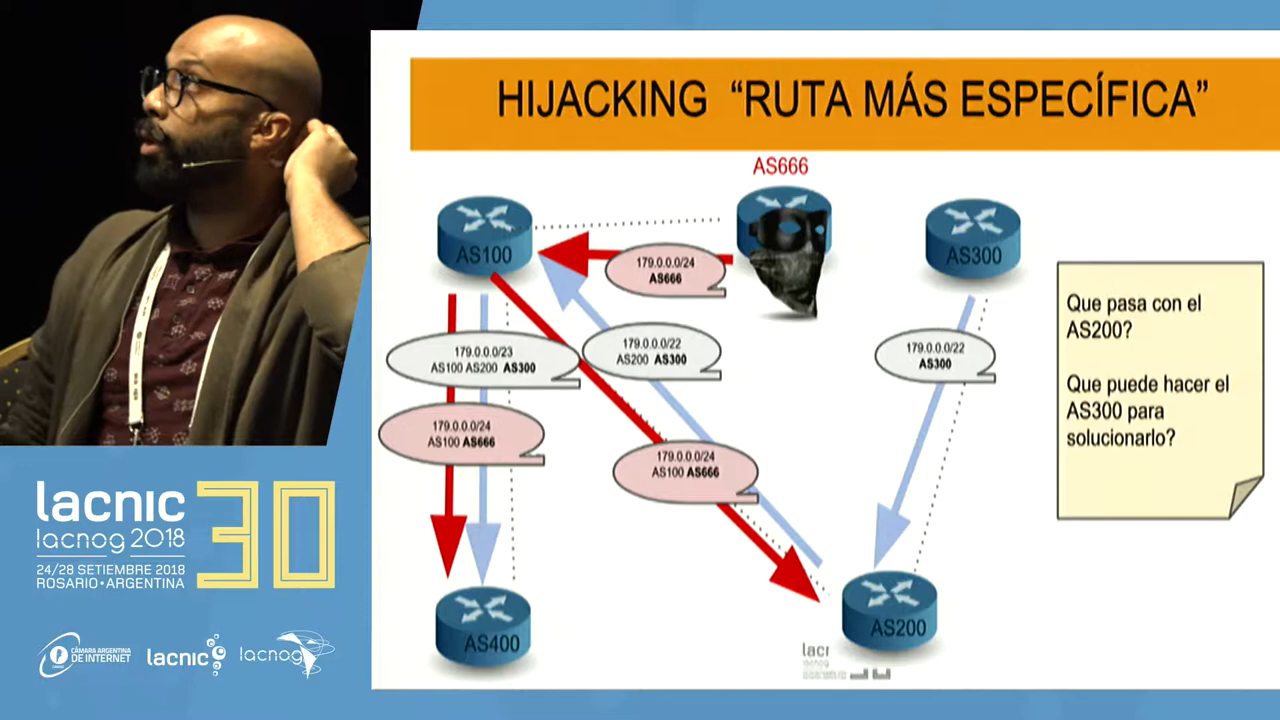 HIJACKING “RUTA MÁS ESPECÍFICA”
AS666
AS100
AS300
179.0.0.0/24
AS666
179.0.0.0/23
AS100 AS200 AS300
179.0.0.0/22
AS200 AS300
179.0.0.0/22
AS300
179.0.0.0/24
AS100 AS666
179.0.0.0/24
AS100 AS666
Que pasa con el
AS200?
Que puede hacer el
AS300 para
solucionarlo?
AS400
AS200
lacnic 30
lacnog 2018
24/28 SETIEMBRE 2018
ROSARIO • ARGENTINA
CÁMARA ARGENTINA
DE INTERNET
lacnic
lacnog